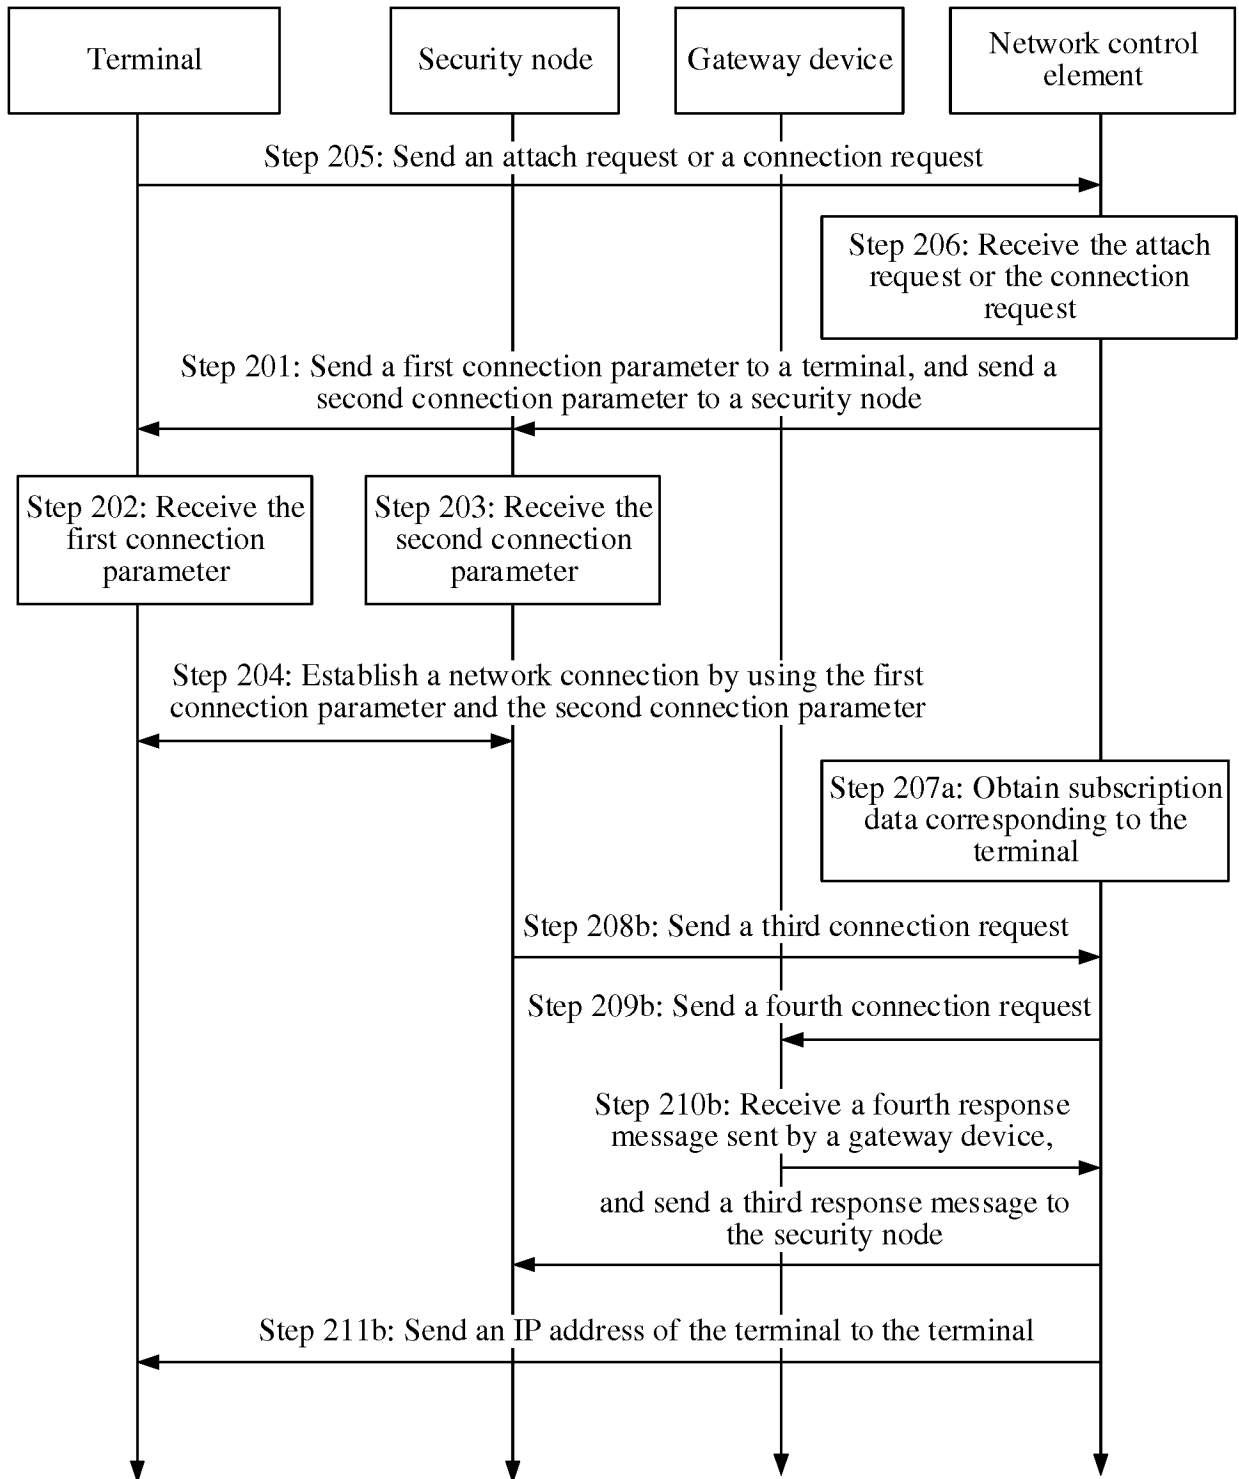 Terminal
Security node
Gateway device
Network control
element
Step 205: Send an attach request or a connection request
Step 206: Receive the attach
request or the connection
request
Step 201: Send a first connection parameter to a terminal, and send a
second connection parameter to a security node
Step 202: Receive the
first connection
parameter
Step 203: Receive the
second connection
parameter
Step 204: Establish a network connection by using the first
connection parameter and the second connection parameter
Step 207a: Obtain subscription
data corresponding to the
terminal
Step 208b: Send a third connection request
Step 209b: Send a fourth connection request
Step 210b: Receive a fourth response
message sent by a gateway device,
and send a third response message to
the security node
Step 211b: Send an IP address of the terminal to the terminal